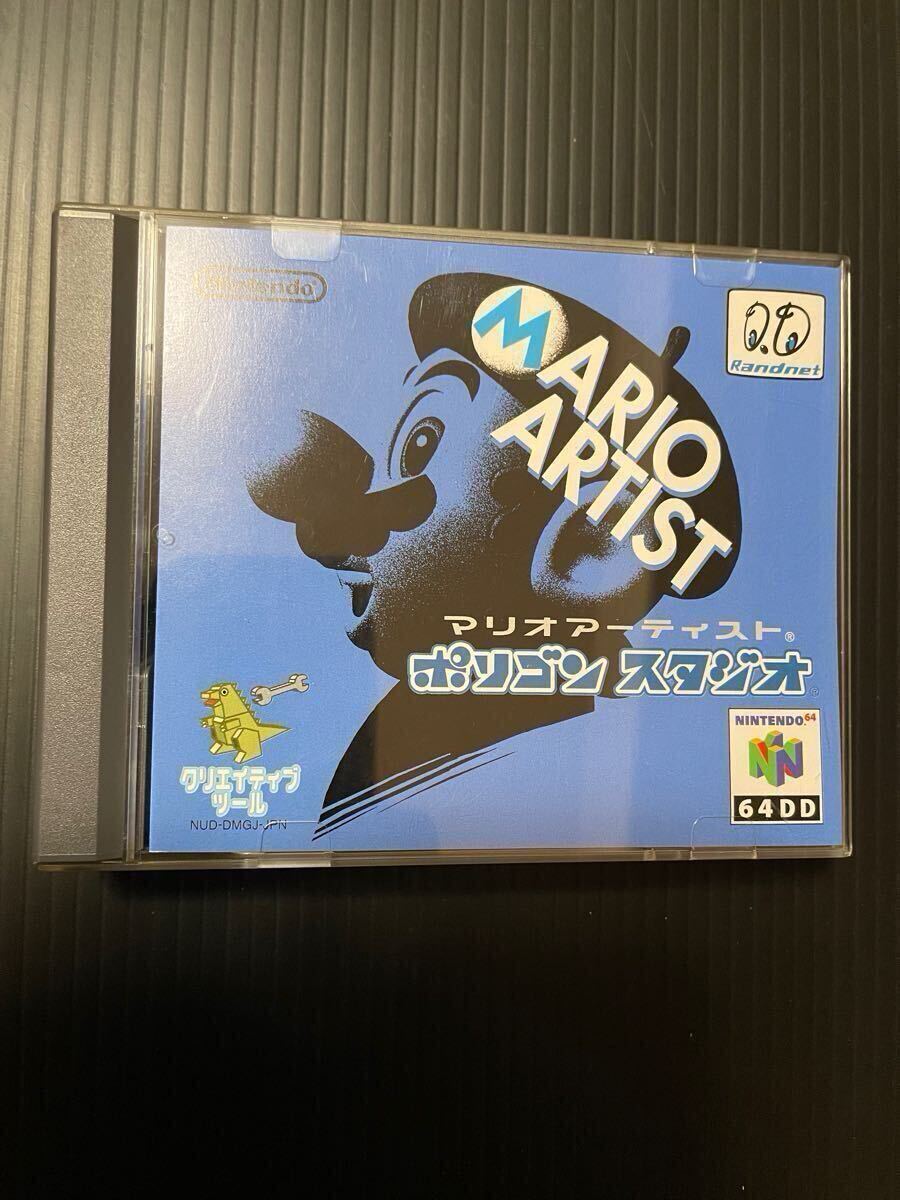 Nintendo®
Randnet
MARIO
ARTIST
マリオアーティスト®
ポリゴン スタジオ®
クリエイティブ
ツール
NUD-DMGJ-JPN
NINTENDO64
64DD